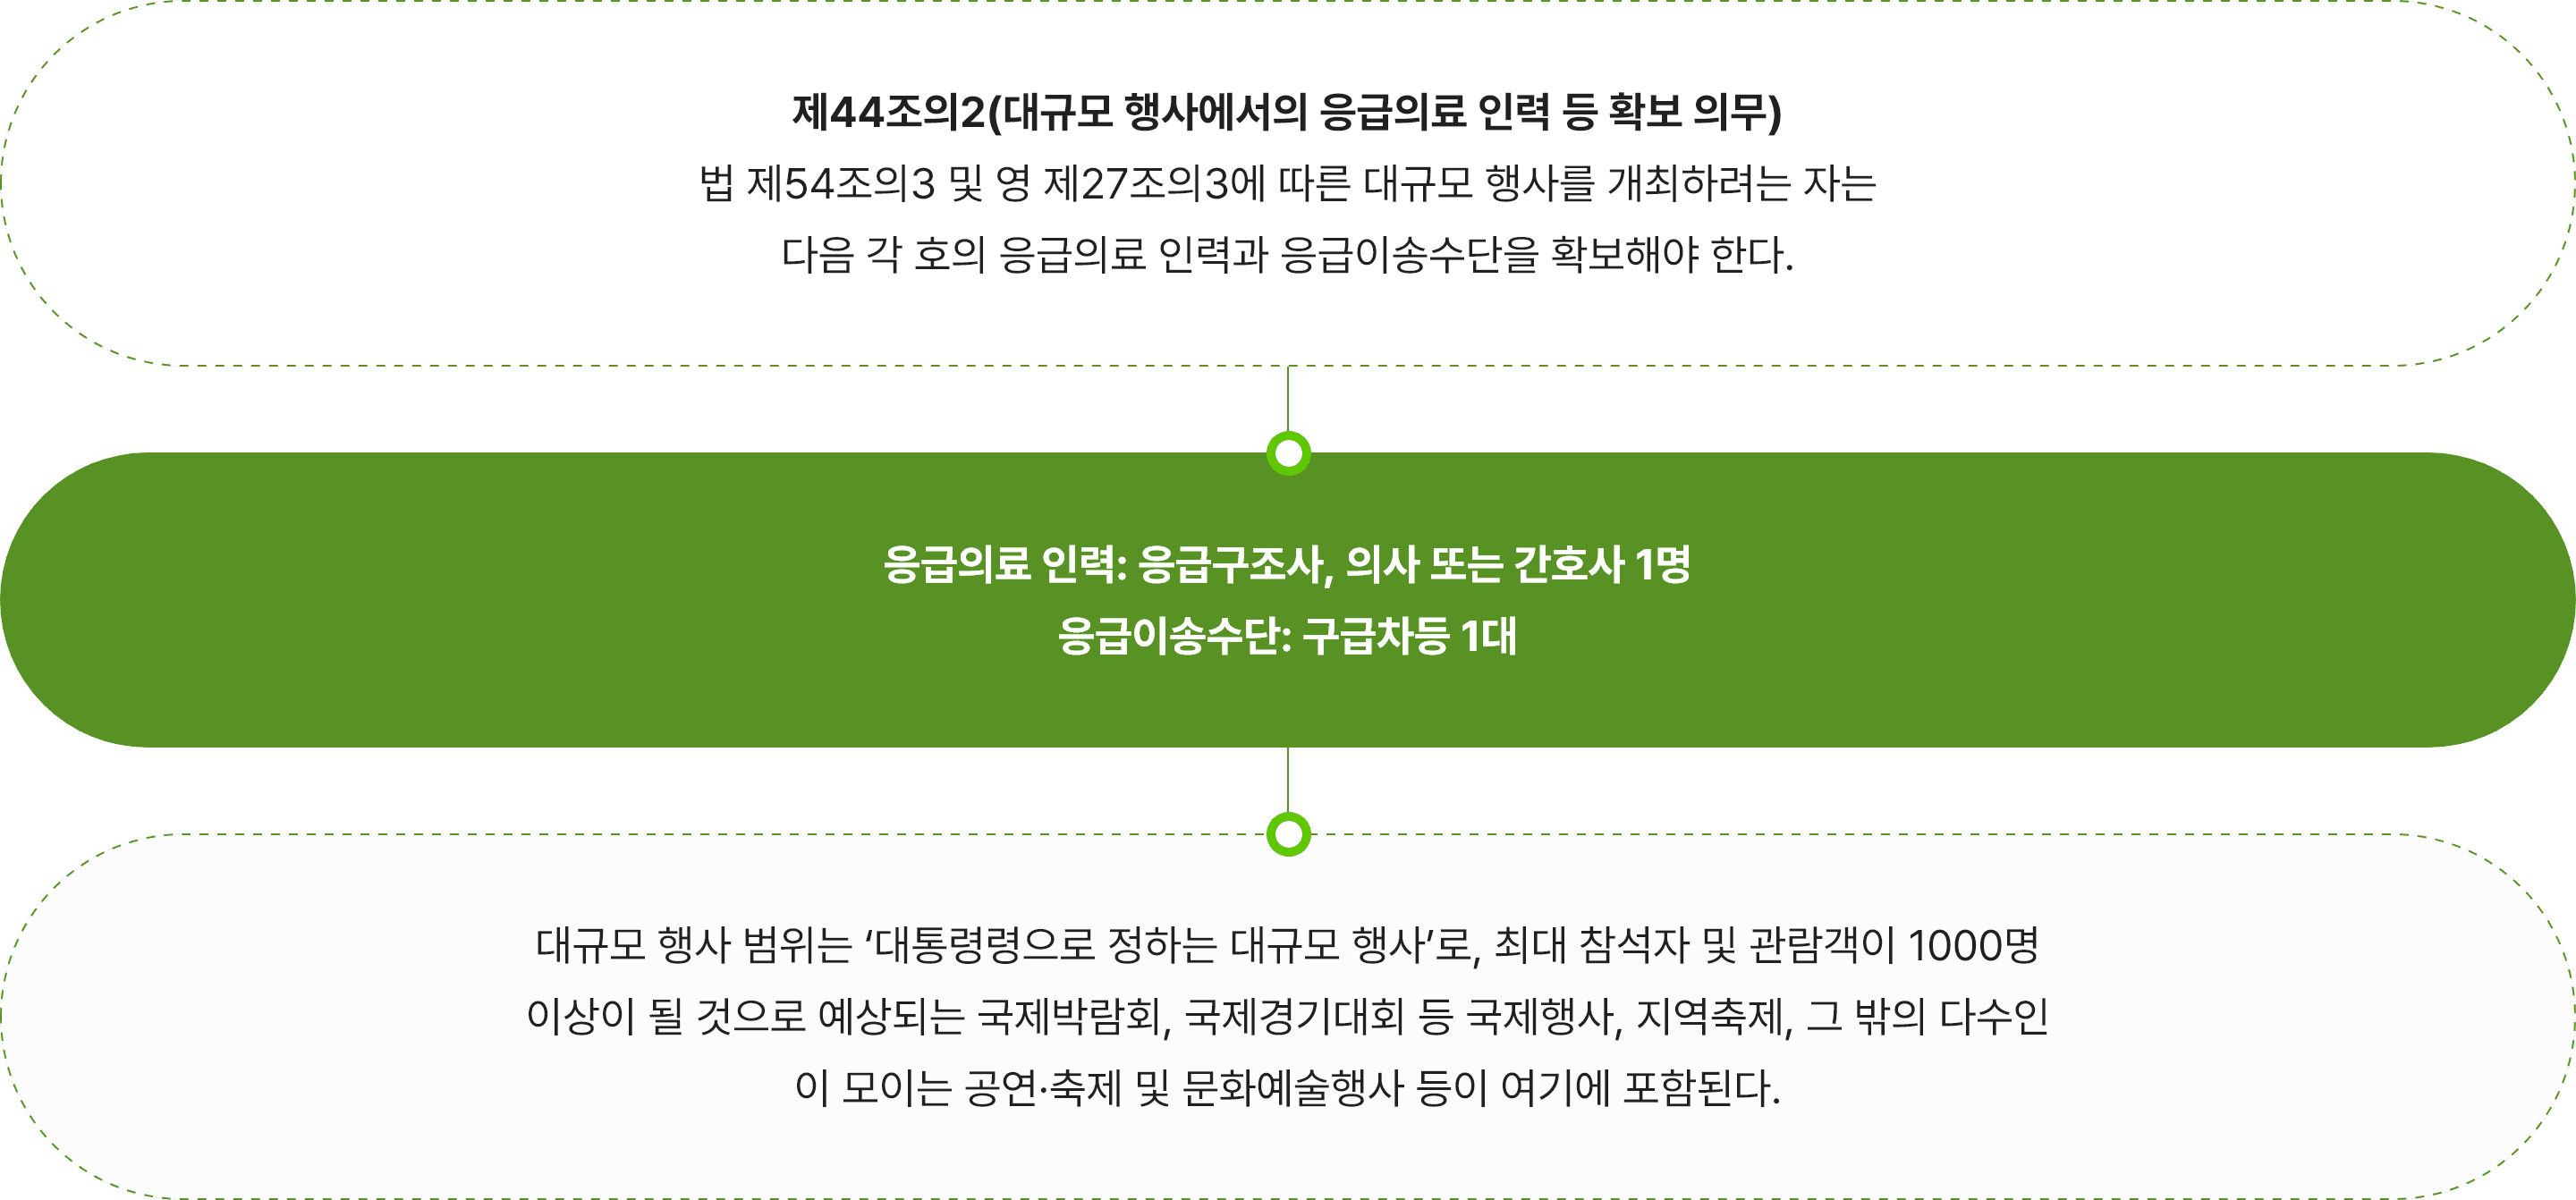 제44조의2(대규모 행사에서의 응급의료 인력 등 확보 의무)
법 제54조의3 및 영 제27조의3에 따른 대규모 행사를 개최하려는 자는
다음 각 호의 응급의료 인력과 응급이송수단을 확보해야 한다.
응급의료 인력: 응급구조사, 의사 또는 간호사 1명
응급이송수단: 구급차등 1대
대규모 행사 범위는 ‘대통령령으로 정하는 대규모 행사’로, 최대 참석자 및 관람객이 1000명
이상이 될 것으로 예상되는 국제박람회, 국제경기대회 등 국제행사, 지역축제, 그 밖의 다수인
이 모이는 공연·축제 및 문화예술행사 등이 여기에 포함된다.